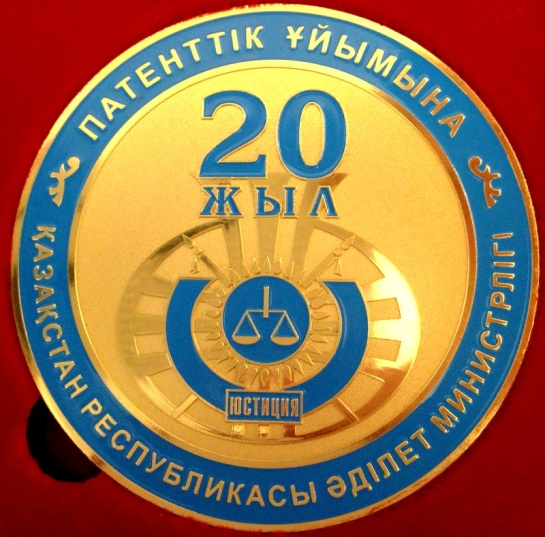 ПАТЕНТТІК ҰЙЫМЫНА
20
ЖЫЛ
ЮСТИЦИЯ
ҚАЗАҚСТАН РЕСПУБЛИКАСЫ ӘДІЛЕТ МИНИСТРЛІГІ